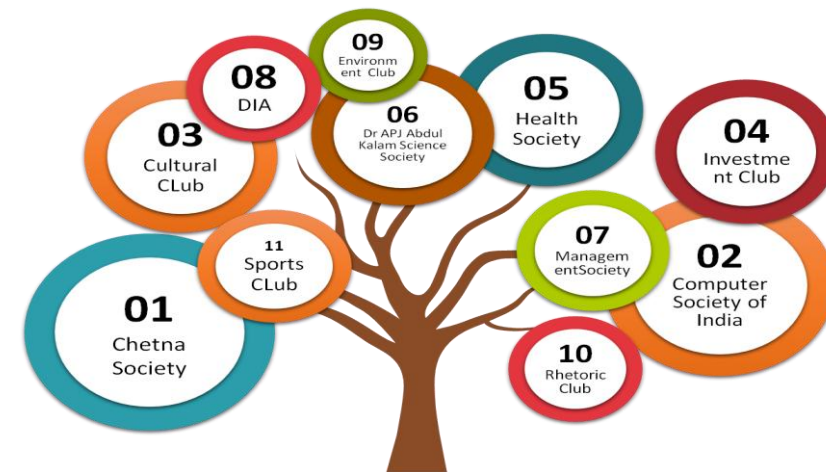 09
Environm
ent Club
08
DIA
03
Cultural
CLub
06
Dr APJ Abdul
Kalam Science
Society
05
Health
Society
04
Investme
nt Club
11
Sports
CLub
07
Managem
entSociety
02
Computer
Society of
India
01
Chetna
Society
10
Rhetoric
Club